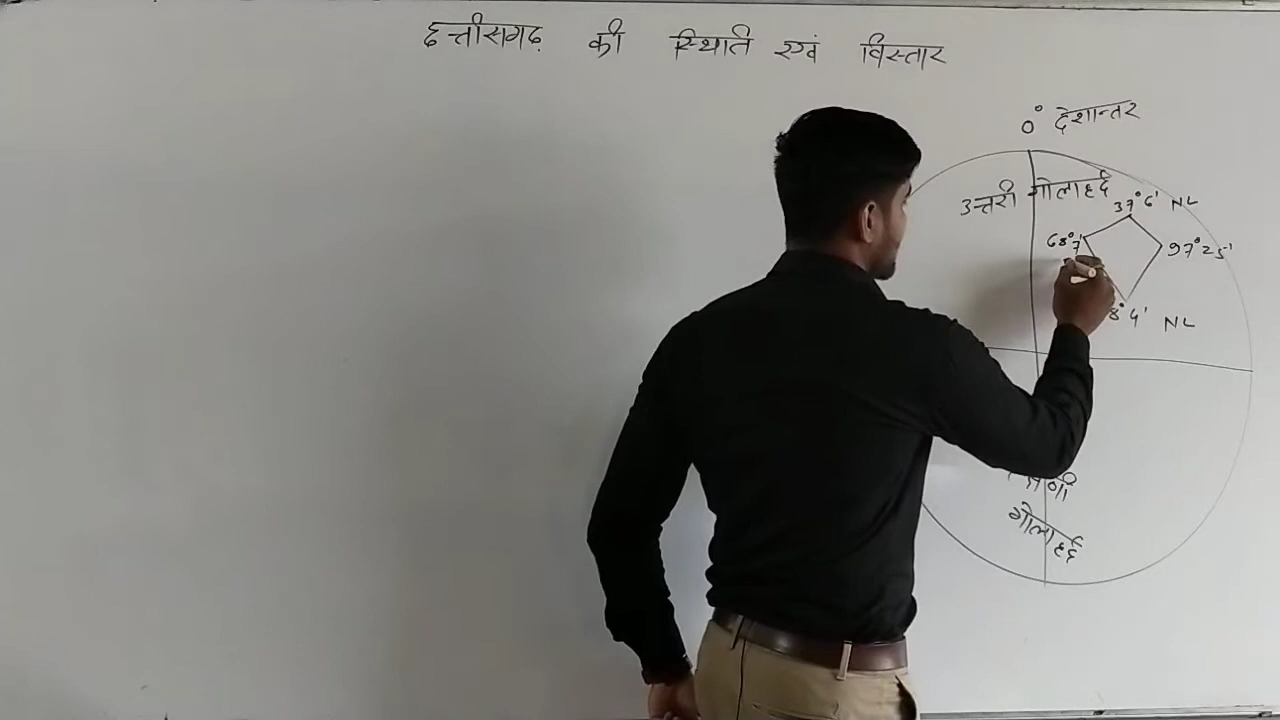 छत्तीसगढ़ की स्थिति एवं विस्तार
0° देशान्तर
उत्तरी गोलार्द्ध
37°6' NL
68°7'
97°25'
8°4' NL
गोलार्द्ध